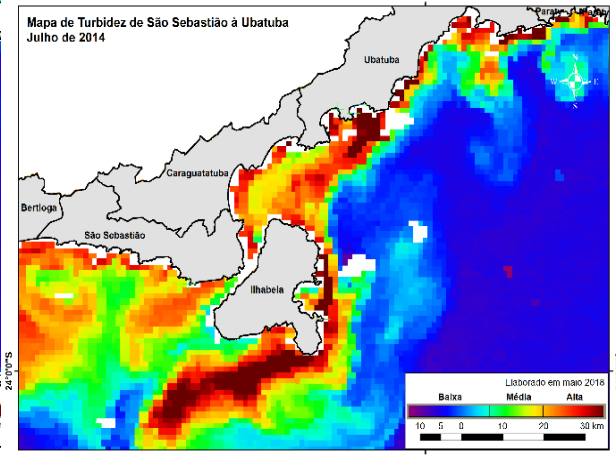 Mapa de Turbidez de São Sebastião à Ubatuba
Julho de 2014
Ubatuba
Caraguatatuba
Bertioga
São Sebastião
Ilhabela
24°0'0"S
N
W
E
S
Elaborado em maio 2018
Baixa Média Alta
10 5 0 10 20 30 km